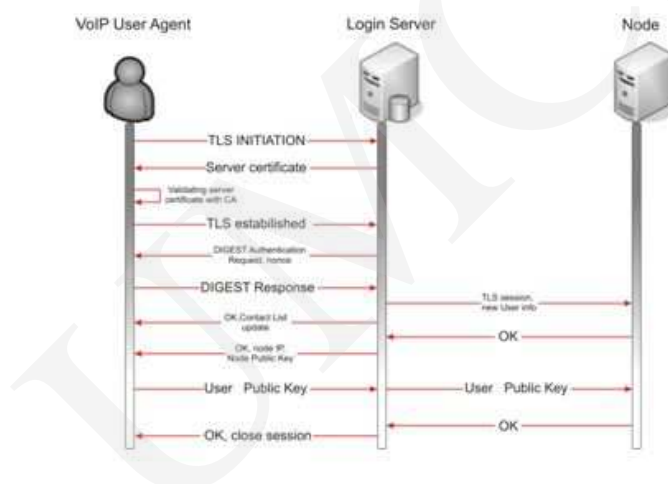 VoIP User Agent
Login Server
Node
TLS INITIATION
Server certificate
Validating server
certificate with CA
TLS estabilished
DIGEST Authentication
Request, nonce
DIGEST Response
TLS session,
new User info
OK,Contact List
update
OK
OK, node IP,
Node Public Key
User Public Key
User Public Key
OK
OK, close session
UMC